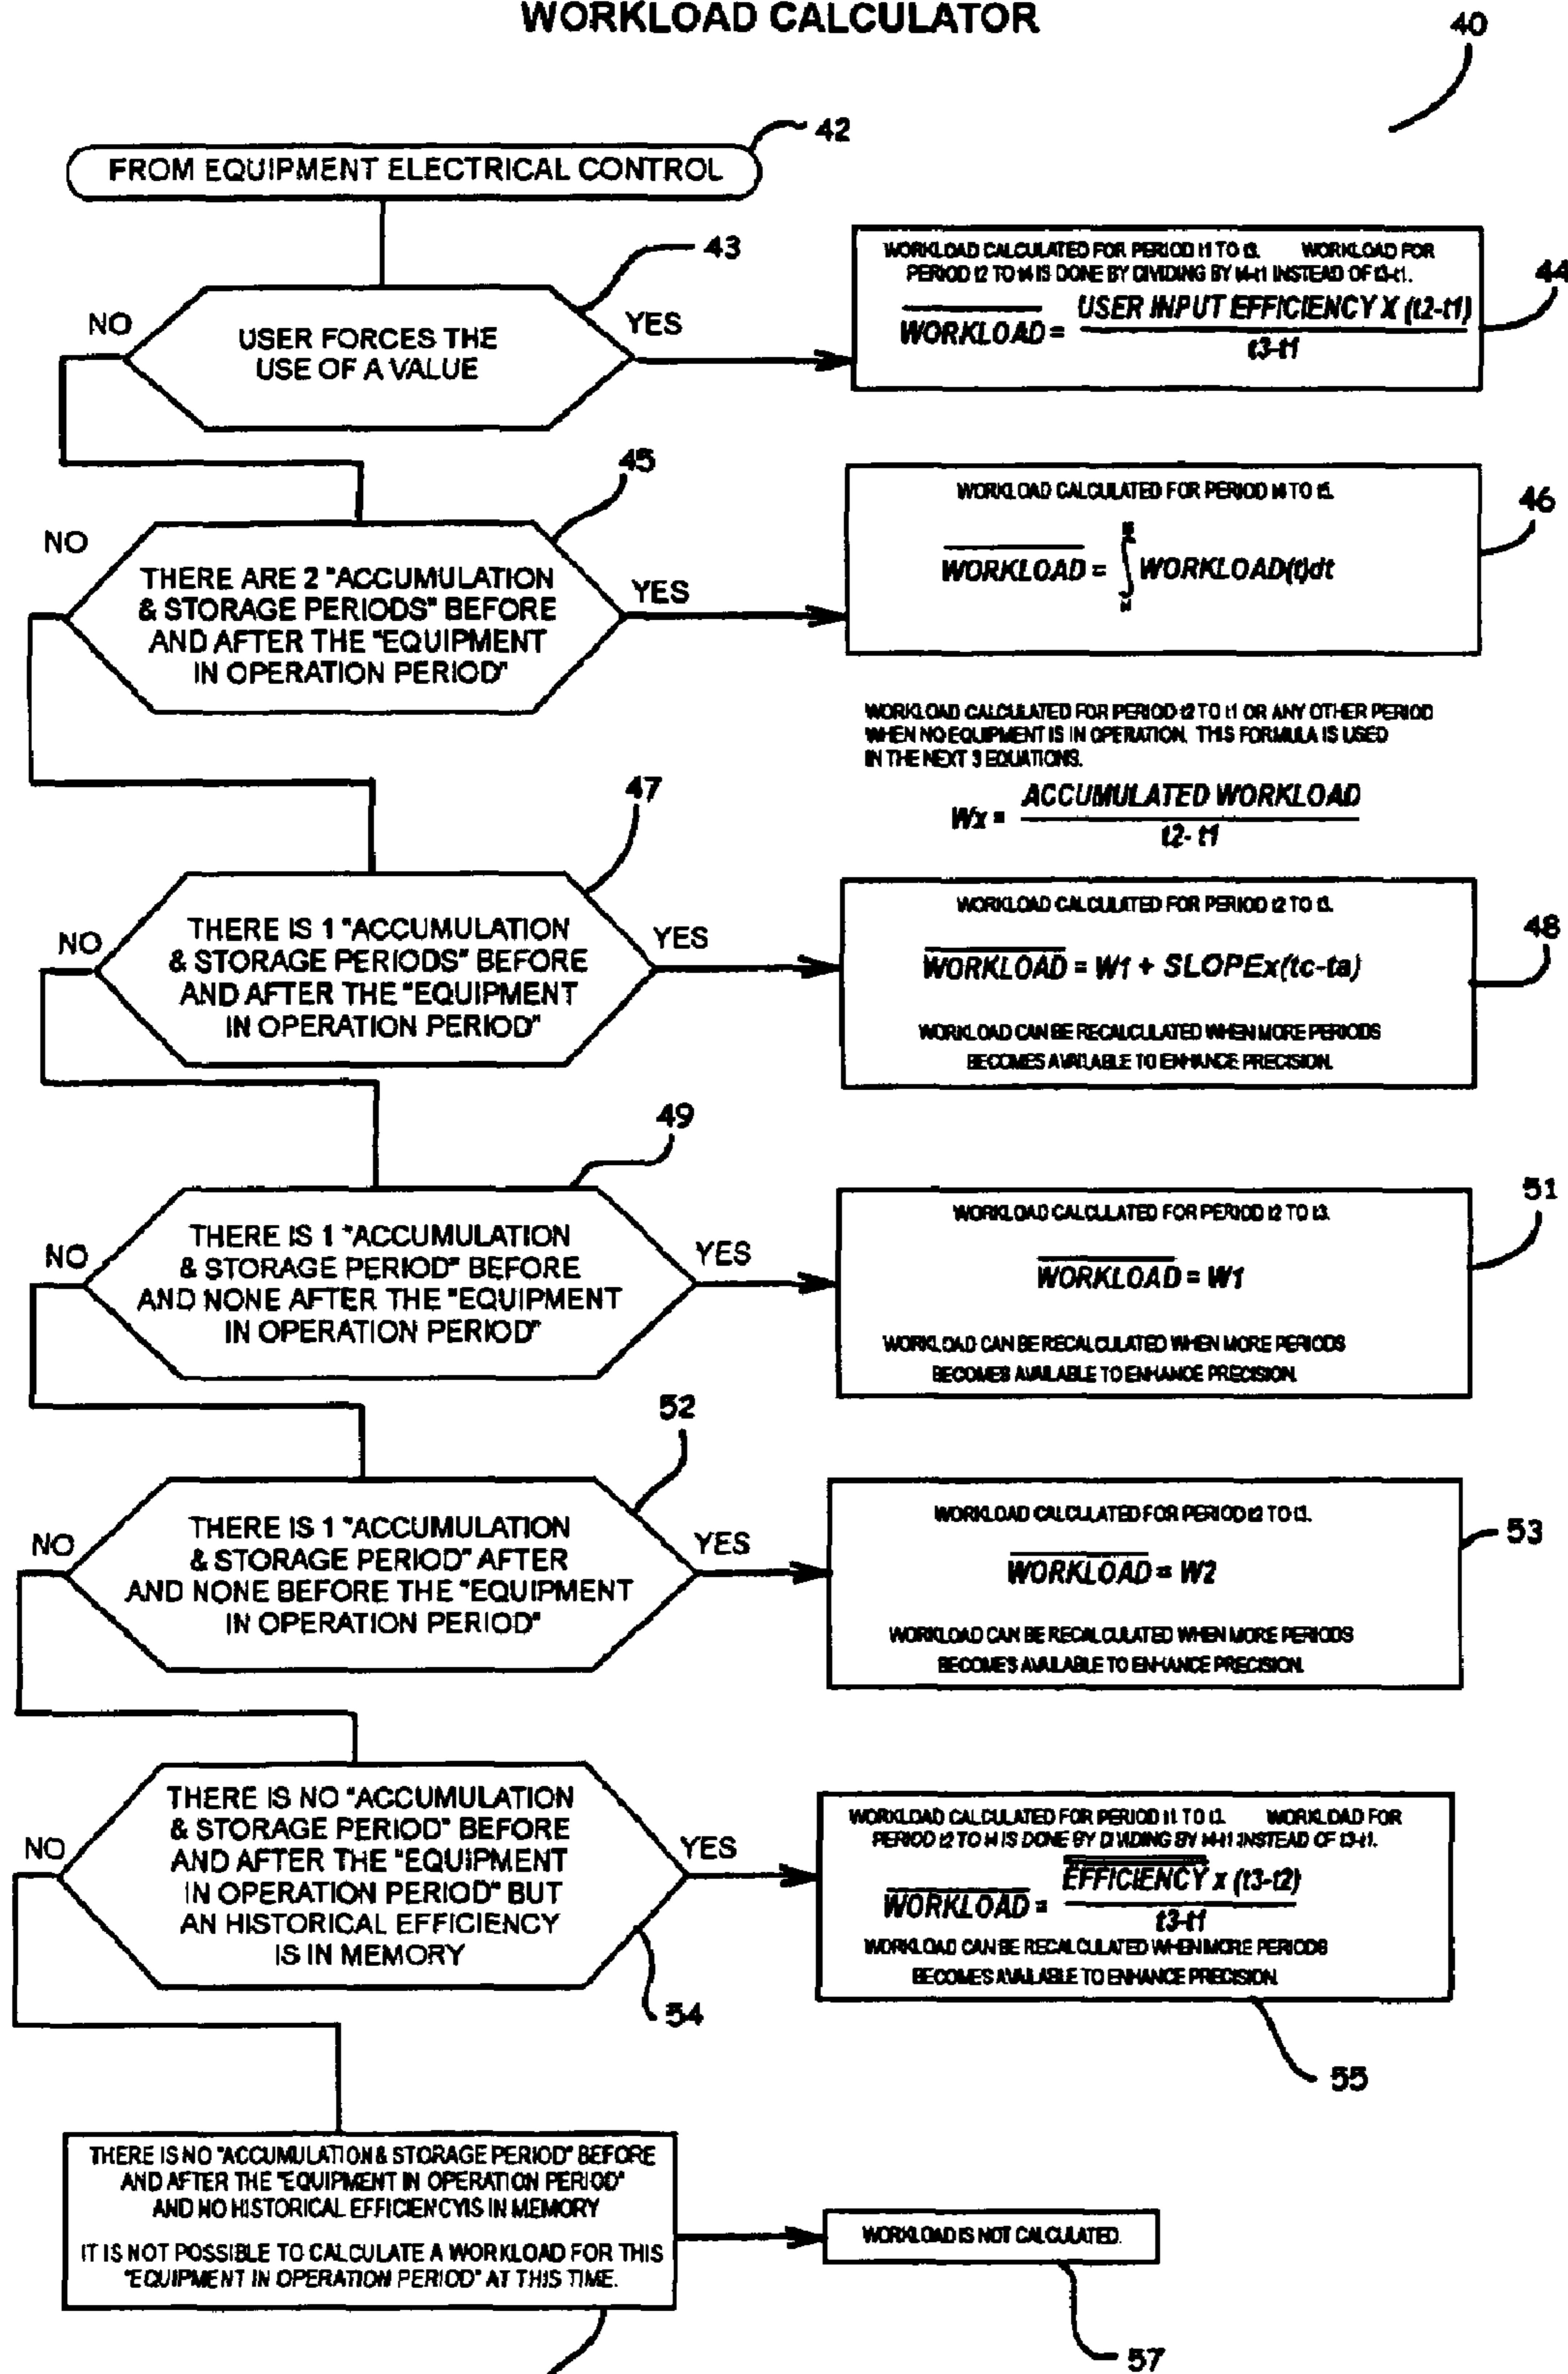 WORKLOAD CALCULATOR
40
42
FROM EQUIPMENT ELECTRICAL CONTROL
43
NO
USER FORCES THE
USE OF A VALUE
YES
WORKLOAD CALCULATED FOR PERIOD t1 TO t3. WORKLOAD FOR
PERIOD t2 TO t4 IS DONE BY DIVIDING BY t4-t1 INSTEAD OF t3-t1.
WORKLOAD = USER INPUT EFFICIENCY X (t2-t1)
t3-t1
44
45
NO
THERE ARE 2 "ACCUMULATION
& STORAGE PERIODS" BEFORE
AND AFTER THE "EQUIPMENT
IN OPERATION PERIOD"
YES
WORKLOAD CALCULATED FOR PERIOD t4 TO t5.
WORKLOAD = ∫ WORKLOAD(t)dt
46
WORKLOAD CALCULATED FOR PERIOD t2 TO t1 OR ANY OTHER PERIOD
WHEN NO EQUIPMENT IS IN OPERATION. THIS FORMULA IS USED
IN THE NEXT 3 EQUATIONS.
Wx = ACCUMULATED WORKLOAD
t2- t1
47
NO
THERE IS 1 "ACCUMULATION
& STORAGE PERIODS" BEFORE
AND AFTER THE "EQUIPMENT
IN OPERATION PERIOD"
YES
WORKLOAD CALCULATED FOR PERIOD t2 TO t3.
WORKLOAD = W1 + SLOPEx(tc-ta)
WORKLOAD CAN BE RECALCULATED WHEN MORE PERIODS
BECOMES AVAILABLE TO ENHANCE PRECISION.
48
49
NO
THERE IS 1 "ACCUMULATION
& STORAGE PERIOD" BEFORE
AND NONE AFTER THE "EQUIPMENT
IN OPERATION PERIOD"
YES
WORKLOAD CALCULATED FOR PERIOD t2 TO t3.
WORKLOAD = W1
WORKLOAD CAN BE RECALCULATED WHEN MORE PERIODS
BECOMES AVAILABLE TO ENHANCE PRECISION.
51
52
NO
THERE IS 1 "ACCUMULATION
& STORAGE PERIOD" AFTER
AND NONE BEFORE THE "EQUIPMENT
IN OPERATION PERIOD"
YES
WORKLOAD CALCULATED FOR PERIOD t2 TO t3.
WORKLOAD = W2
WORKLOAD CAN BE RECALCULATED WHEN MORE PERIODS
BECOMES AVAILABLE TO ENHANCE PRECISION.
53
NO
THERE IS NO "ACCUMULATION
& STORAGE PERIOD" BEFORE
AND AFTER THE "EQUIPMENT
IN OPERATION PERIOD" BUT
AN HISTORICAL EFFICIENCY
IS IN MEMORY
YES
54
WORKLOAD CALCULATED FOR PERIOD t1 TO t3. WORKLOAD FOR
PERIOD t2 TO t4 IS DONE BY DIVIDING BY t4-t1 INSTEAD OF t3-t1.
WORKLOAD = EFFICIENCY x (t3-t2)
t3-t1
WORKLOAD CAN BE RECALCULATED WHEN MORE PERIODS
BECOMES AVAILABLE TO ENHANCE PRECISION.
55
THERE IS NO "ACCUMULATION & STORAGE PERIOD" BEFORE
AND AFTER THE "EQUIPMENT IN OPERATION PERIOD"
AND NO HISTORICAL EFFICIENCY IS IN MEMORY
IT IS NOT POSSIBLE TO CALCULATE A WORKLOAD FOR THIS
"EQUIPMENT IN OPERATION PERIOD" AT THIS TIME.
WORKLOAD IS NOT CALCULATED.
57